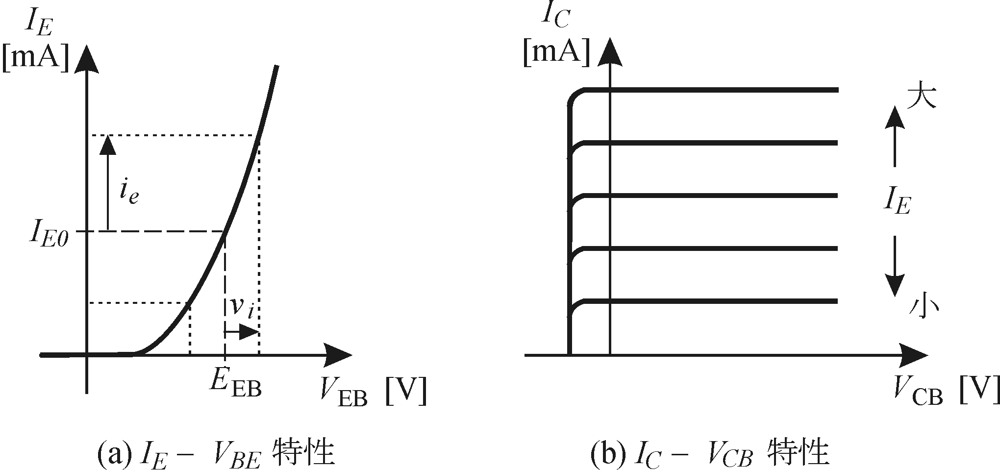 I_E
[mA]
i_e
I_E0
v_i
E_EB
V_EB [V]
(a) I_E – V_BE 特性
I_C
[mA]
大
I_E
小
V_CB [V]
(b) I_C – V_CB 特性